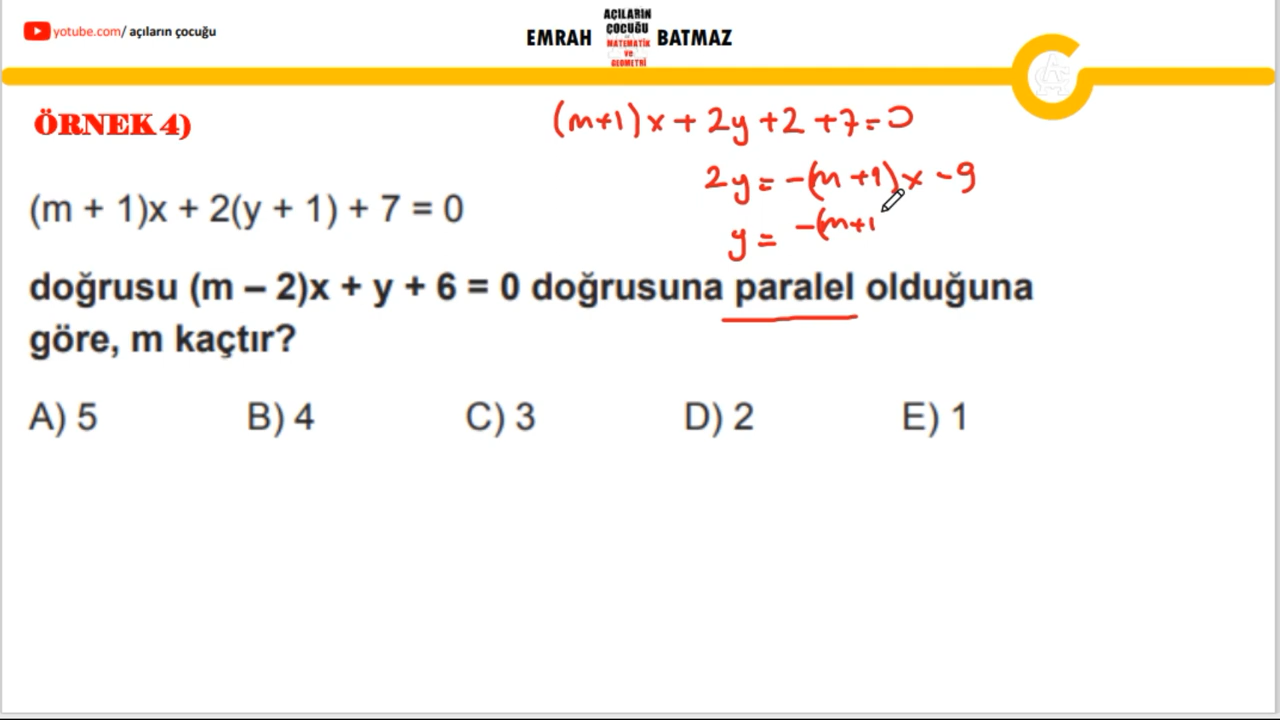 yotube.com/ açıların çocuğu
EMRAH
AÇILARIN
ÇOCUĞU
MATEMATİK
ve
GEOMETRİ
BATMAZ
ÖRNEK 4)
(m+1)x + 2y + 2 + 7 = 0
2y = -(m+1)x - 9
y = -(m+1
(m + 1)x + 2(y + 1) + 7 = 0
doğrusu (m – 2)x + y + 6 = 0 doğrusuna paralel olduğuna
göre, m kaçtır?
A) 5 B) 4 C) 3 D) 2 E) 1